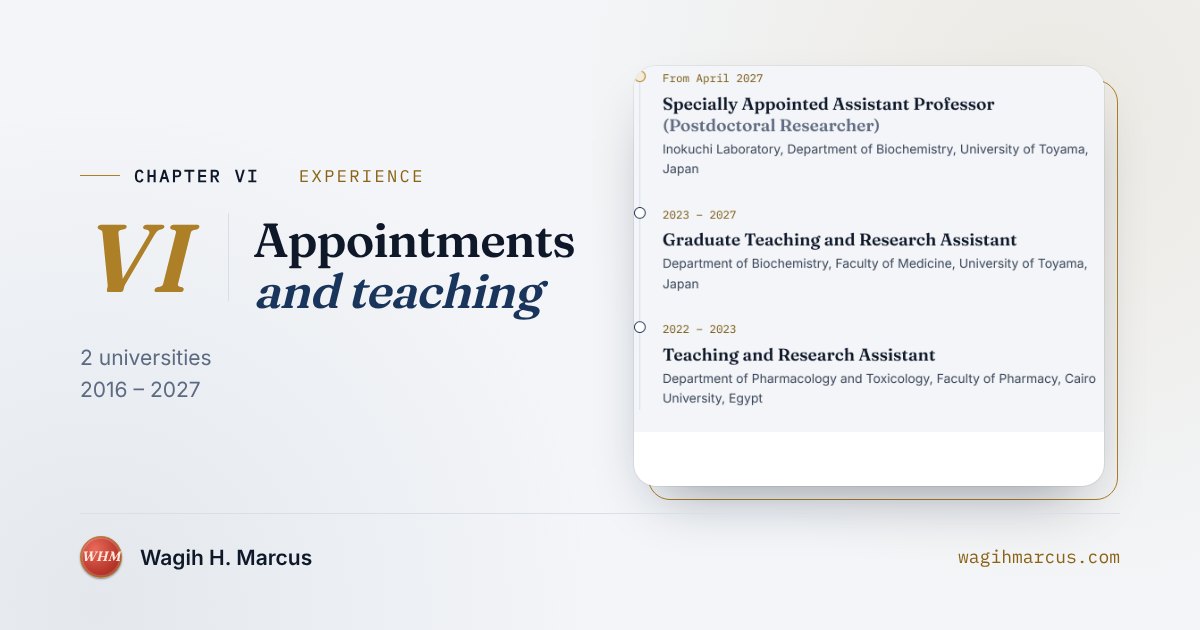 CHAPTER VI EXPERIENCE
VI
Appointments
and teaching
2 universities
2016 – 2027
From April 2027
Specially Appointed Assistant Professor
(Postdoctoral Researcher)
Inokuchi Laboratory, Department of Biochemistry, University of Toyama,
Japan
2023 – 2027
Graduate Teaching and Research Assistant
Department of Biochemistry, Faculty of Medicine, University of Toyama,
Japan
2022 – 2023
Teaching and Research Assistant
Department of Pharmacology and Toxicology, Faculty of Pharmacy, Cairo
University, Egypt
WHM
Wagih H. Marcus
wagihmarcus.com